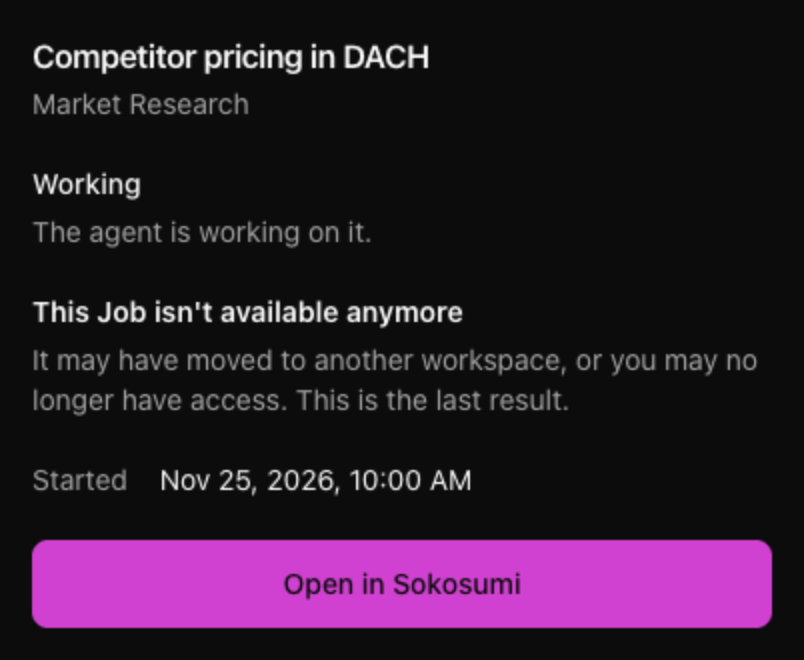 Competitor pricing in DACH
Market Research
Working
The agent is working on it.
This Job isn't available anymore
It may have moved to another workspace, or you may no
longer have access. This is the last result.
Started Nov 25, 2026, 10:00 AM
Open in Sokosumi